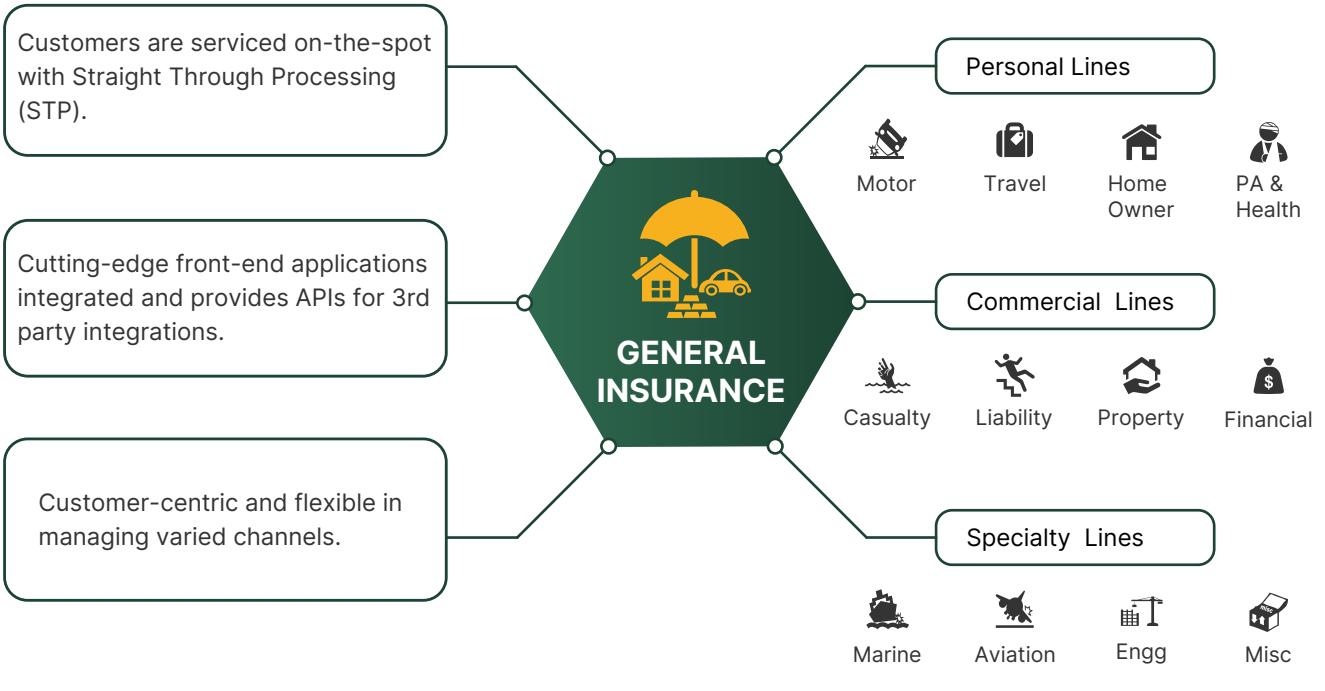 Customers are serviced on-the-spot
with Straight Through Processing
(STP).
Cutting-edge front-end applications
integrated and provides APIs for 3rd
party integrations.
Customer-centric and flexible in
managing varied channels.
GENERAL
INSURANCE
Personal Lines
Motor
Travel
Home
Owner
PA &
Health
Commercial Lines
Casualty
Liability
Property
$
Financial
Specialty Lines
Marine
Aviation
Engg
misc
Misc